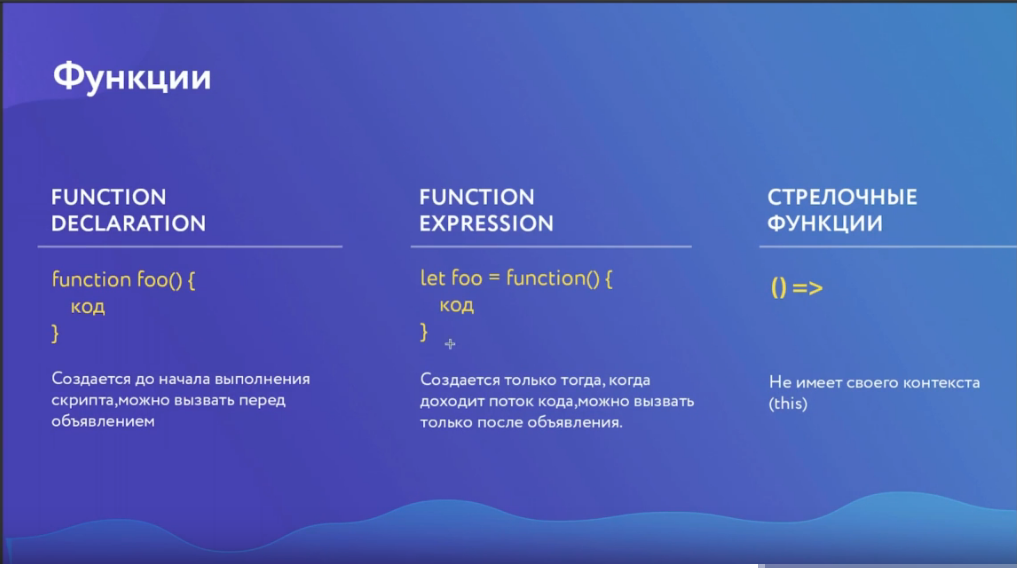 Функции
FUNCTION
DECLARATION
function foo() {
код
}
Создается до начала выполнения
скрипта,можно вызвать перед
объявлением
FUNCTION
EXPRESSION
let foo = function() {
код
}
Создается только тогда, когда
доходит поток кода,можно вызвать
только после объявления.
СТРЕЛОЧНЫЕ
ФУНКЦИИ
() =>
Не имеет своего контекста
(this)